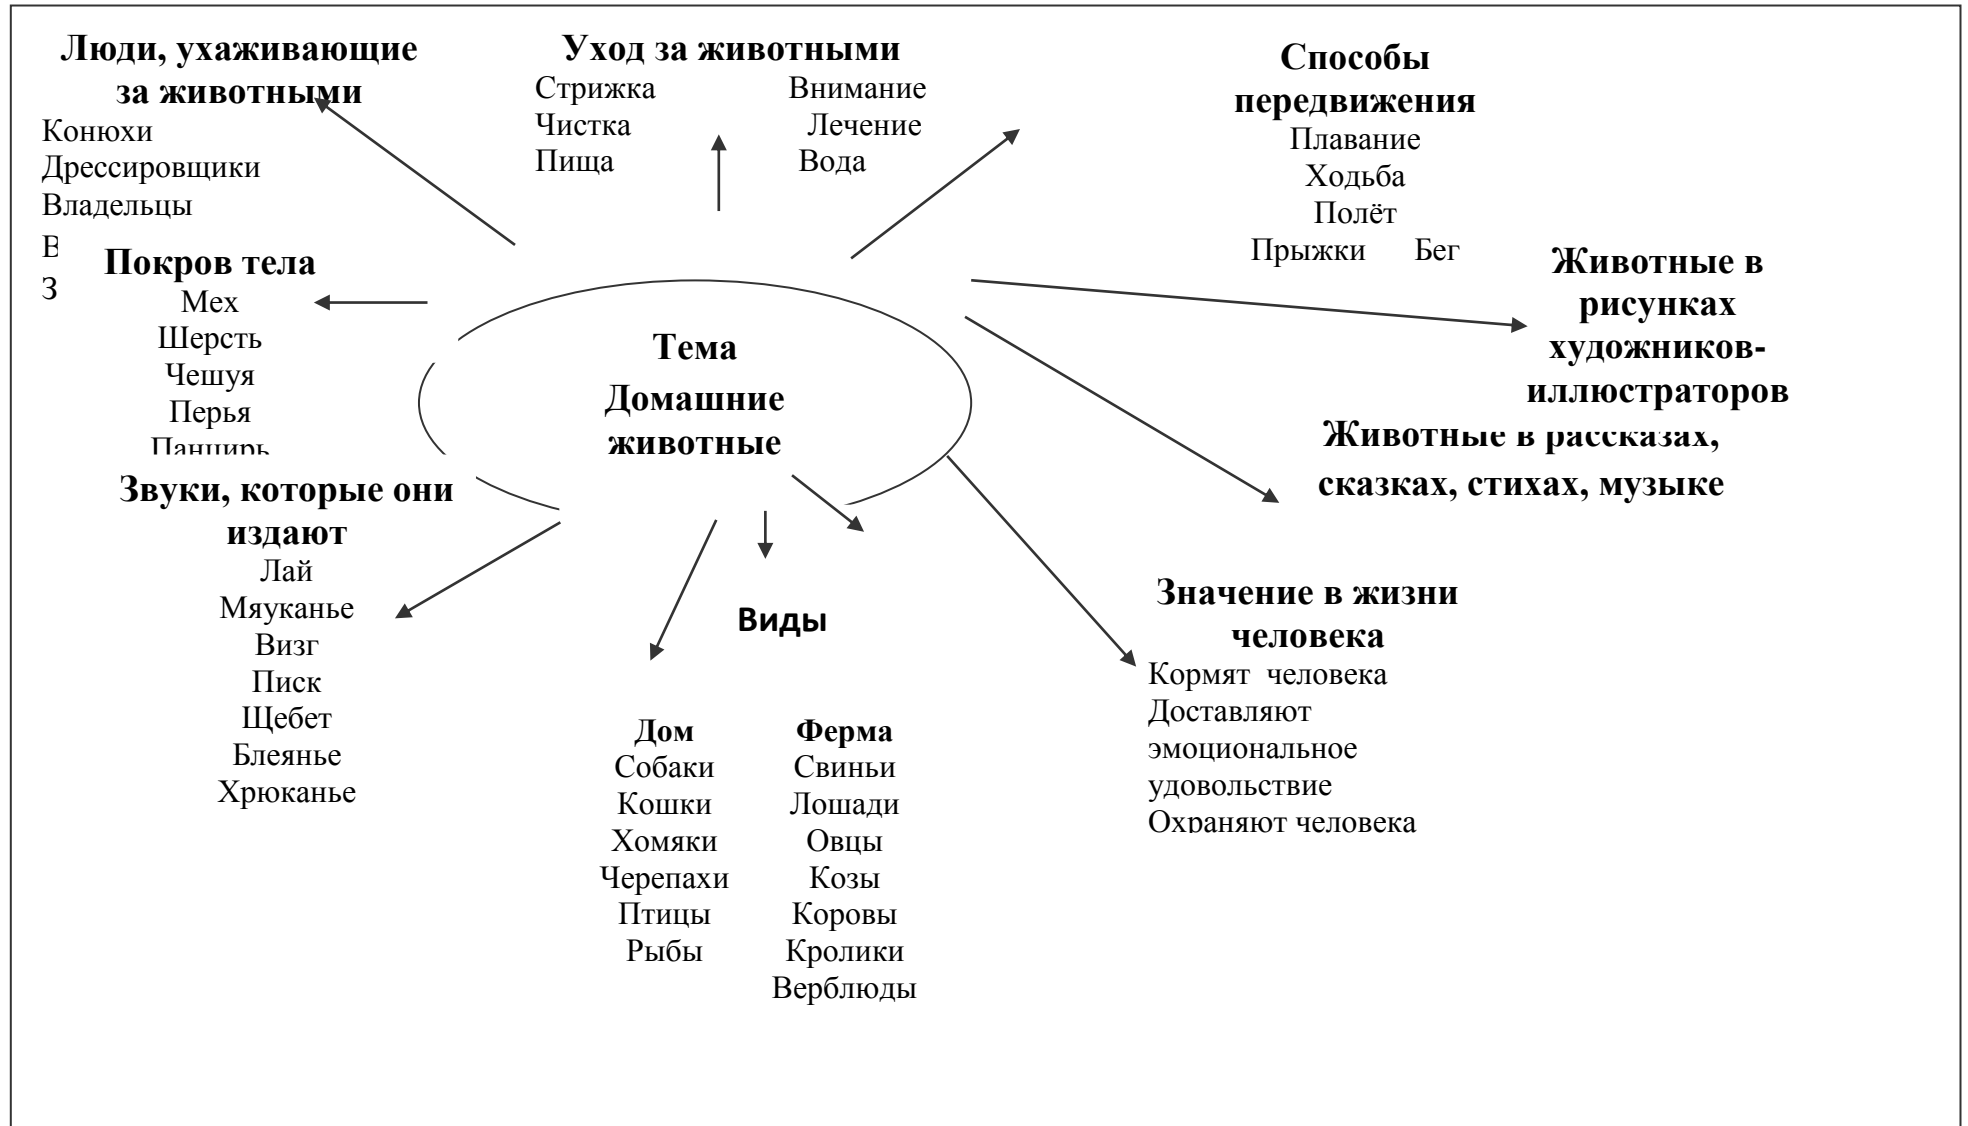 Люди, ухаживающие
за животными
Конюхи
Дрессировщики
Владельцы
В
З
Уход за животными
Стрижка Внимание
Чистка Лечение
Пища Вода
Способы
передвижения
Плавание
Ходьба
Полёт
Прыжки Бег
Покров тела
Мех
Шерсть
Чешуя
Перья
Панцирь
Тема
Домашние
животные
Животные в
рисунках
художников-
иллюстраторов
Животные в рассказах,
сказках, стихах, музыке
Звуки, которые они
издают
Лай
Мяуканье
Визг
Писк
Щебет
Блеянье
Хрюканье
Виды
Дом
Собаки
Кошки
Хомяки
Черепахи
Птицы
Рыбы
Ферма
Свиньи
Лошади
Овцы
Козы
Коровы
Кролики
Верблюды
Значение в жизни
человека
Кормят человека
Доставляют
эмоциональное
удовольствие
Охраняют человека